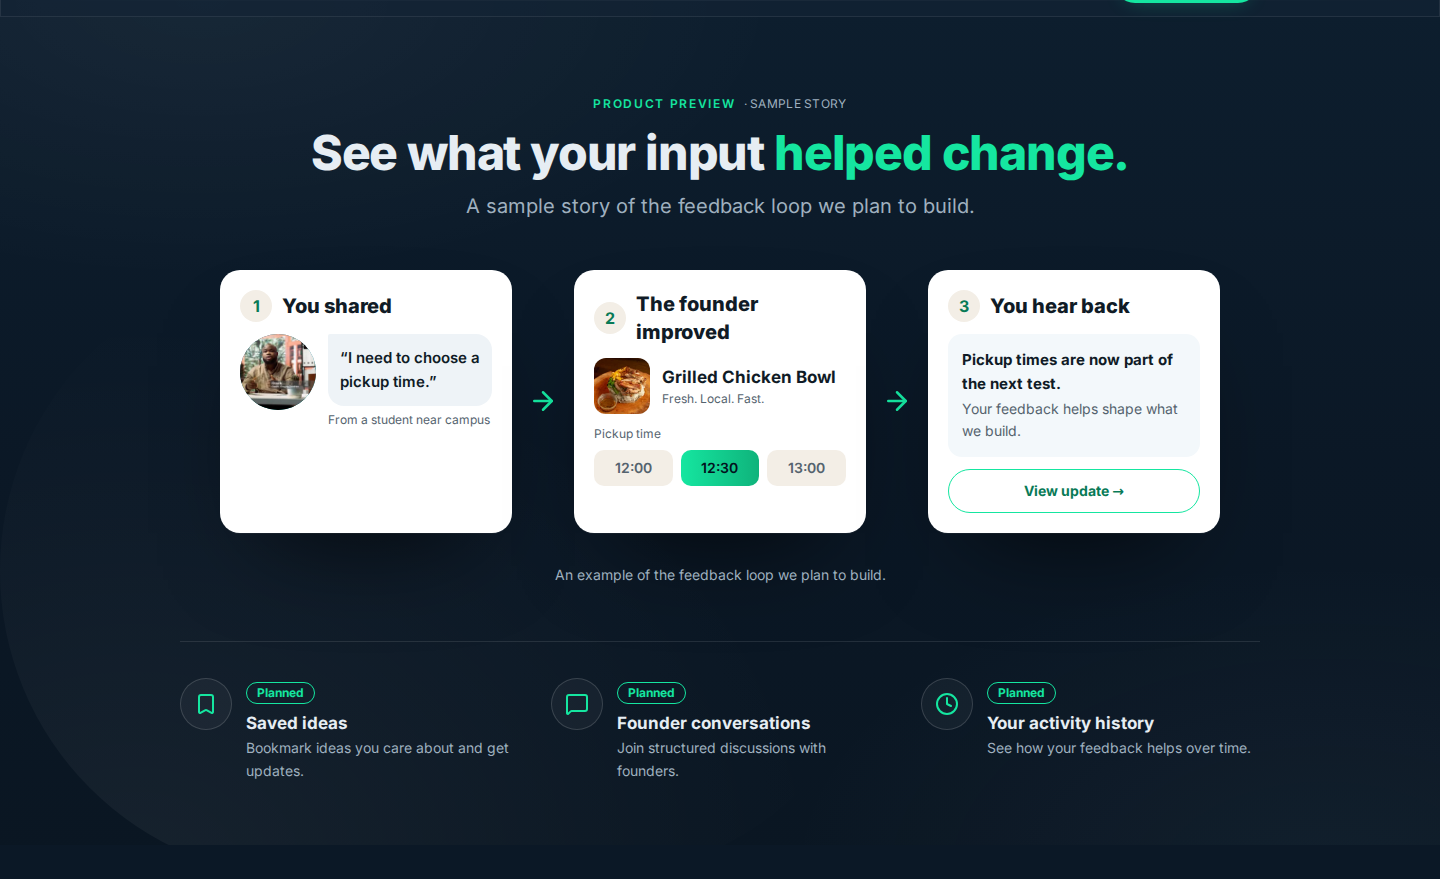 PRODUCT PREVIEW · SAMPLE STORY
See what your input helped change.
A sample story of the feedback loop we plan to build.
1 You shared
“I need to choose a
pickup time.”
From a student near campus
2 The founder
improved
Grilled Chicken Bowl
Fresh. Local. Fast.
Pickup time
12:00 12:30 13:00
3 You hear back
Pickup times are now part of
the next test.
Your feedback helps shape what
we build.
View update →
An example of the feedback loop we plan to build.
Planned
Saved ideas
Bookmark ideas you care about and get
updates.
Planned
Founder conversations
Join structured discussions with
founders.
Planned
Your activity history
See how your feedback helps over time.